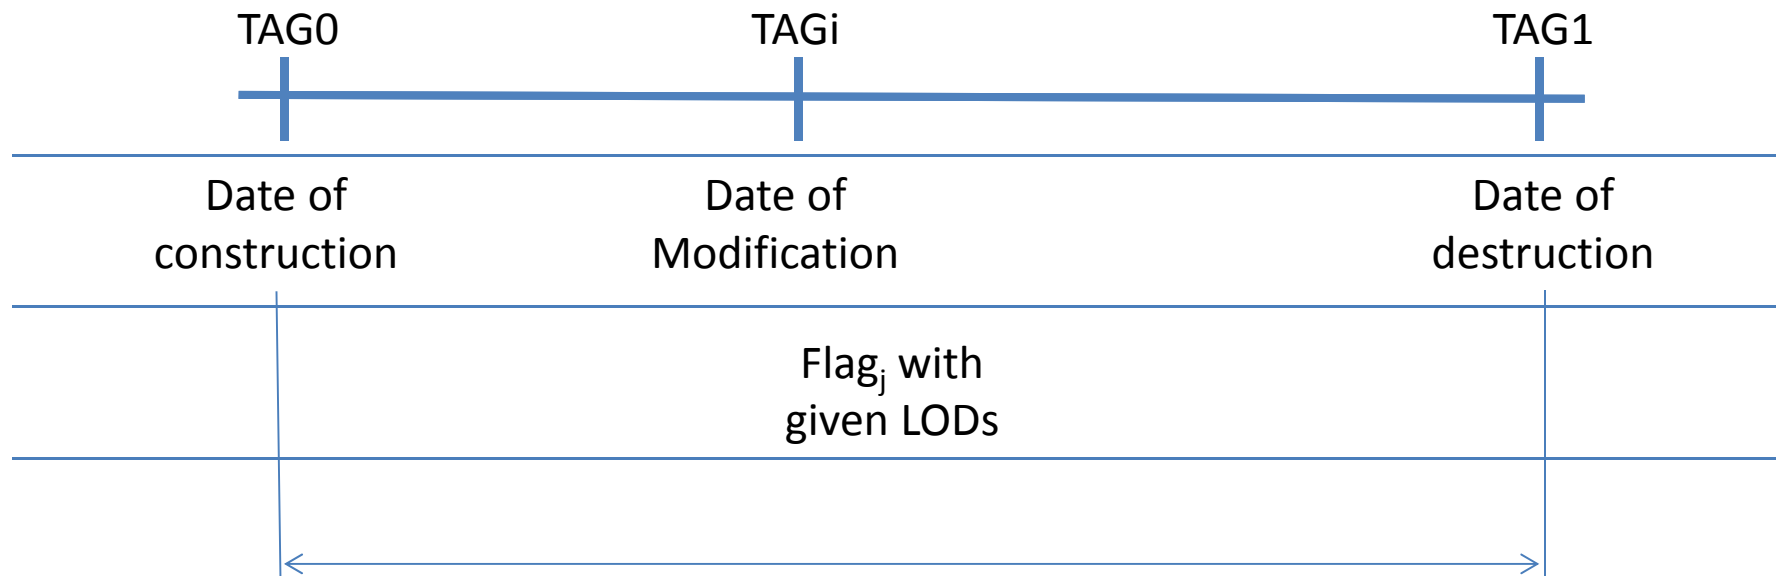 TAG0 TAGi TAG1
Date of construction
Date of Modification
Date of destruction
Flagj with
given LODs